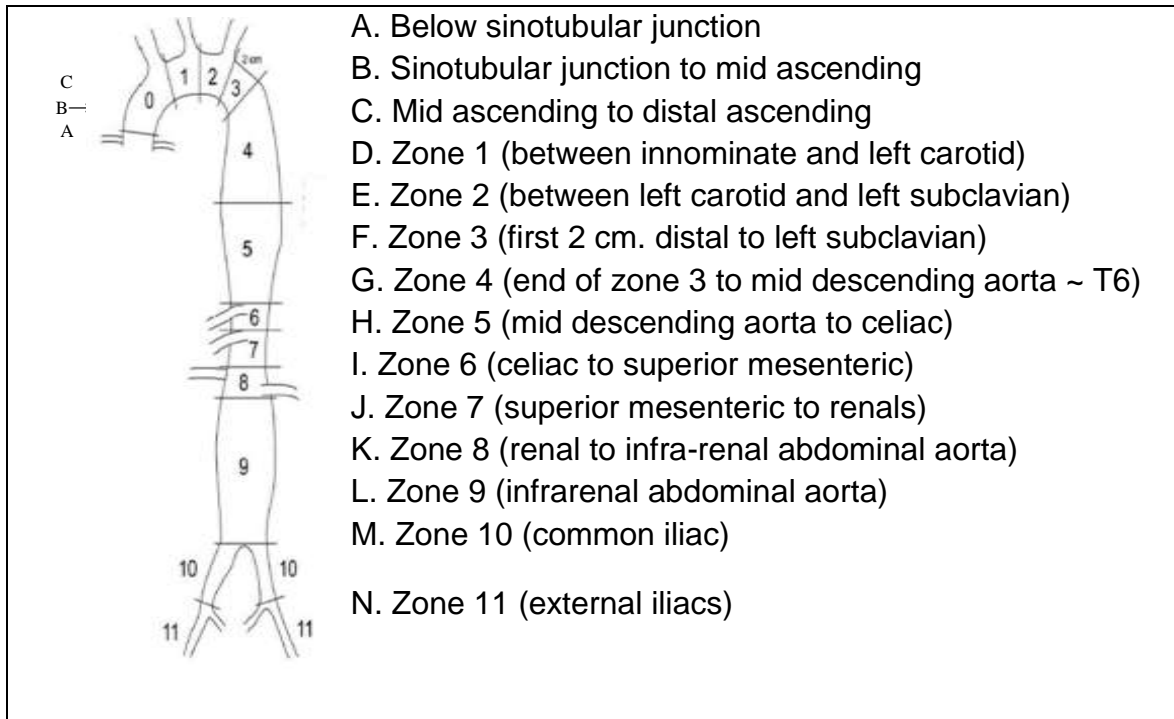 A. Below sinotubular junction
B. Sinotubular junction to mid ascending
C. Mid ascending to distal ascending
D. Zone 1 (between innominate and left carotid)
E. Zone 2 (between left carotid and left subclavian)
F. Zone 3 (first 2 cm. distal to left subclavian)
G. Zone 4 (end of zone 3 to mid descending aorta ~ T6)
H. Zone 5 (mid descending aorta to celiac)
I. Zone 6 (celiac to superior mesenteric)
J. Zone 7 (superior mesenteric to renals)
K. Zone 8 (renal to infra-renal abdominal aorta)
L. Zone 9 (infrarenal abdominal aorta)
M. Zone 10 (common iliac)
N. Zone 11 (external iliacs)
C
B
A
0
1
2
2 cm
3
4
5
6
7
8
9
10
10
11
11